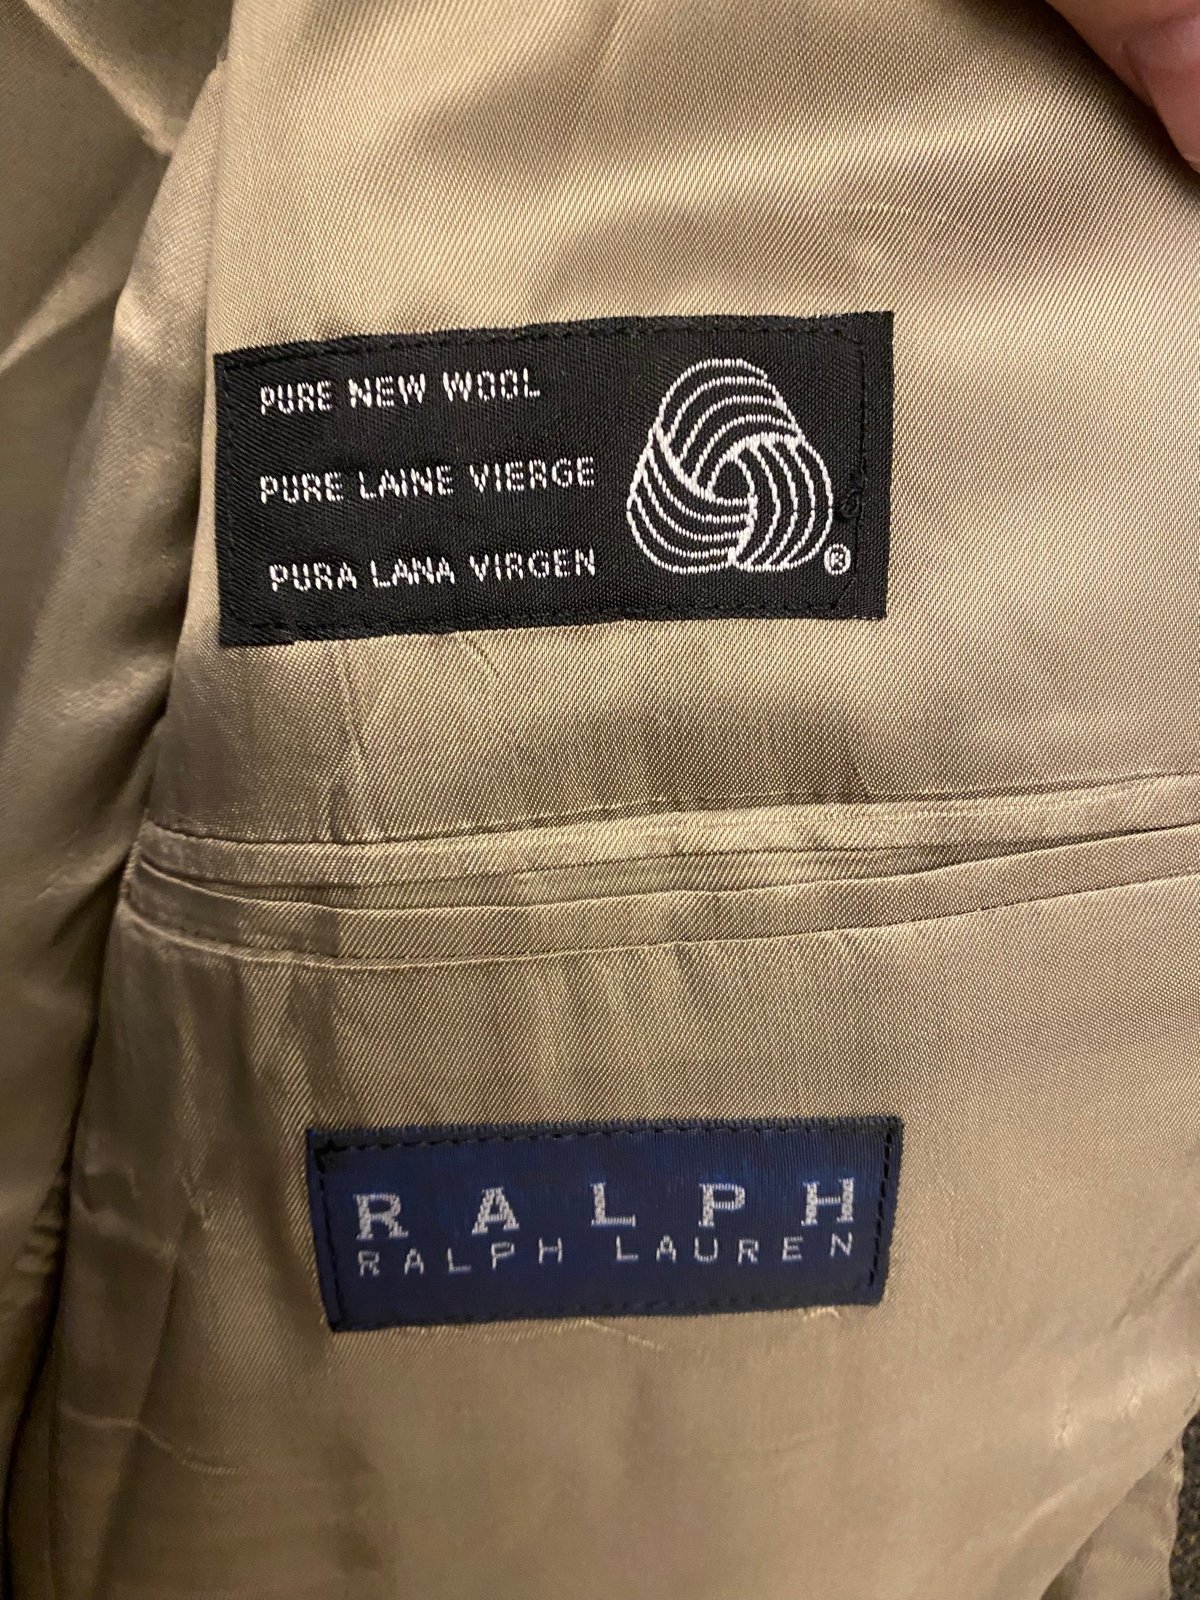 PURE NEW WOOL
PURE LAINE VIERGE
PURA LANA VIRGEN
®
RALPH
RALPH LAUREN